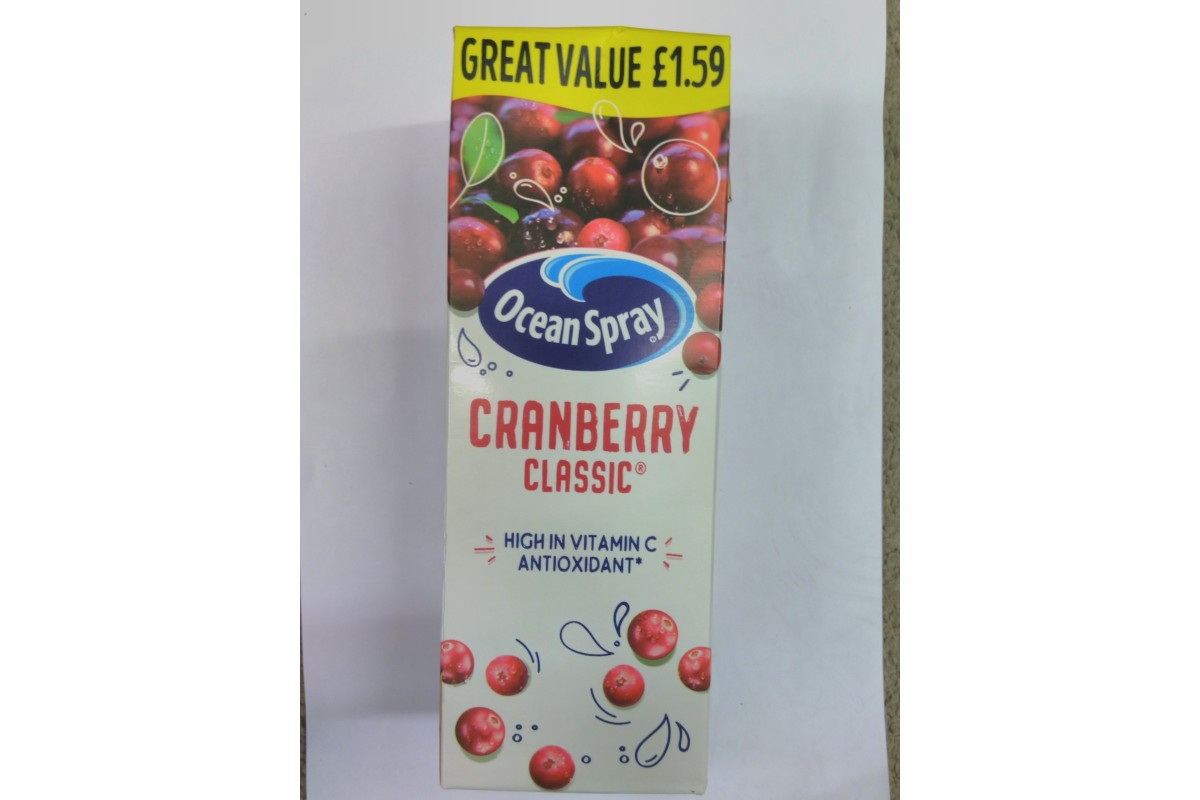 GREAT VALUE £1.59
Ocean Spray
CRANBERRY
CLASSIC®
HIGH IN VITAMIN C
ANTIOXIDANT*